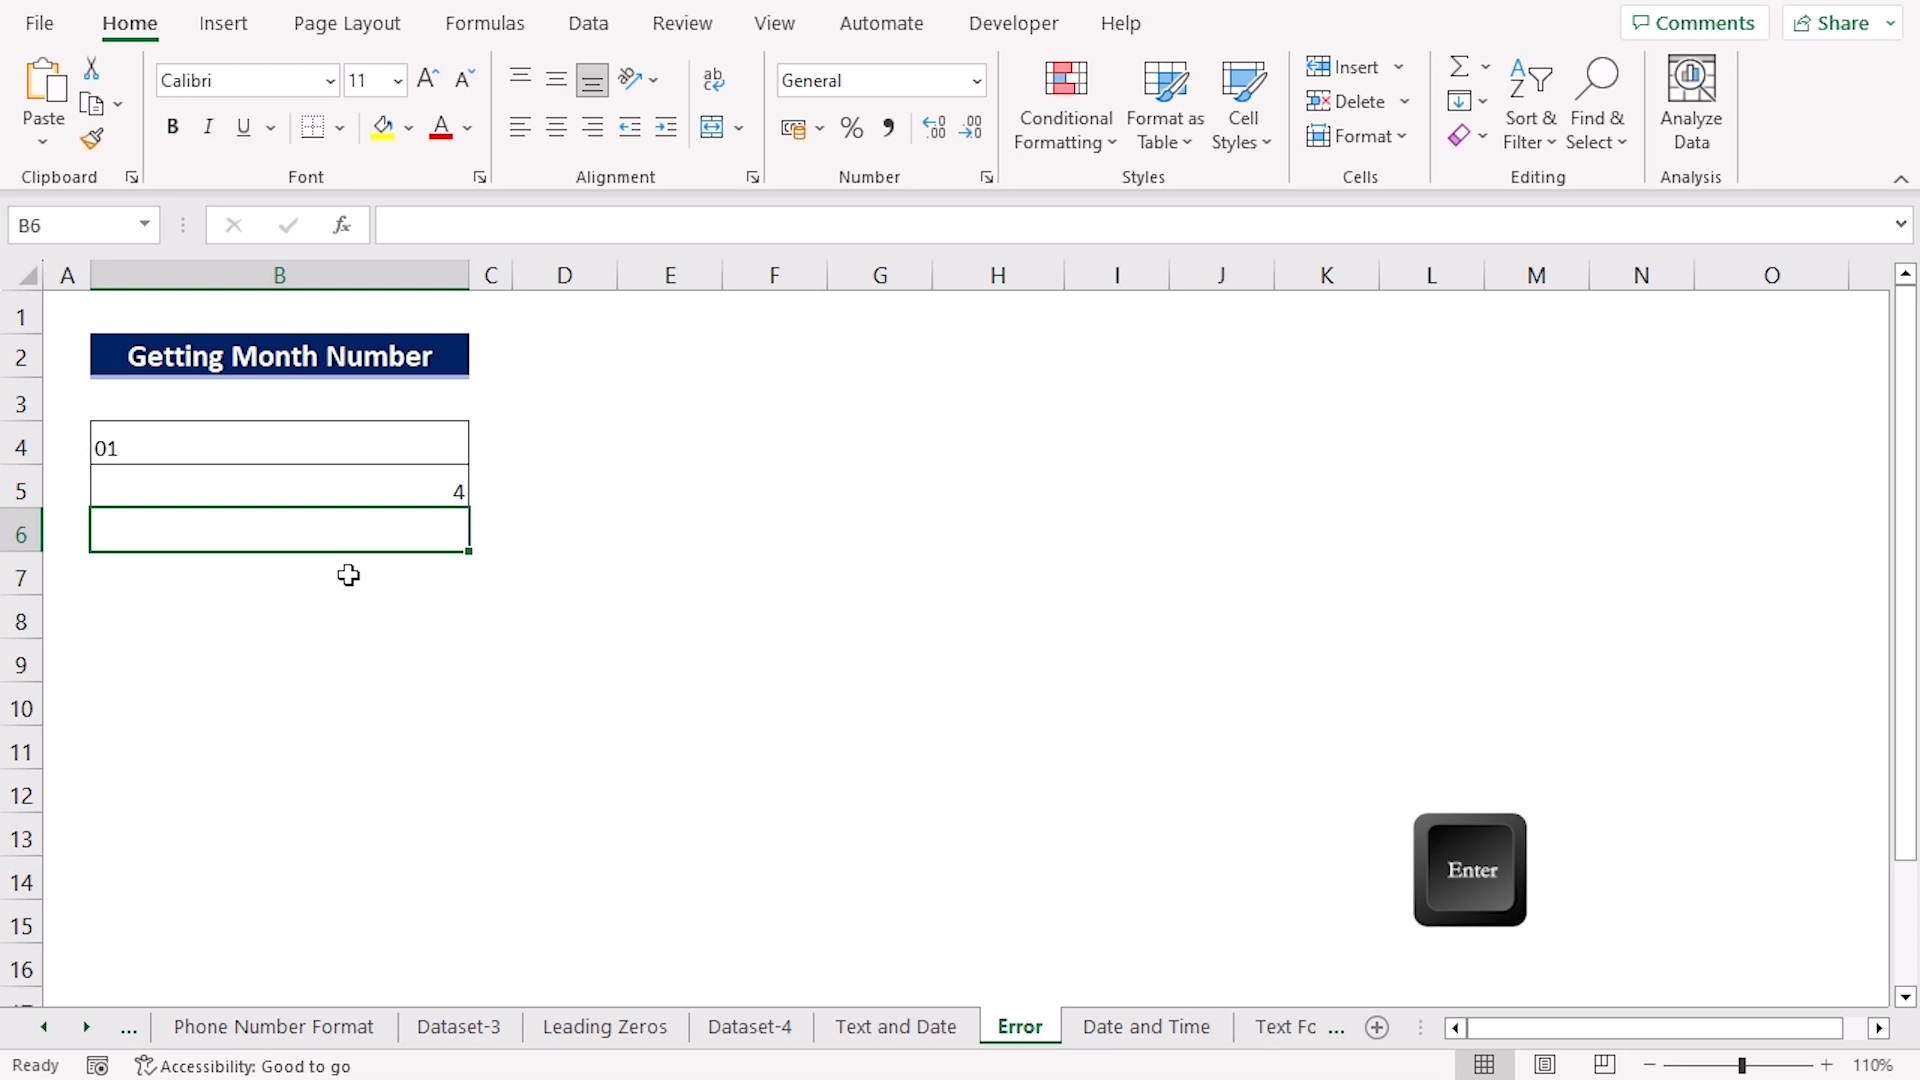 File Home Insert Page Layout Formulas Data Review View Automate Developer Help Comments Share
Paste
Clipboard
Calibri 11
B I U
Font
ab
Alignment
General
Number
Conditional Formatting
Format as Table
Cell Styles
Styles
Insert
Delete
Format
Cells
Sort & Filter
Find & Select
Editing
Analyze Data
Analysis
B6
fx
A B C D E F G H I J K L M N O
1
2 Getting Month Number
3
4 01
5 4
6
7
8
9
10
11
12
13
14
15
16
Enter
... Phone Number Format Dataset-3 Leading Zeros Dataset-4 Text and Date Error Date and Time Text Fc ...
Ready Accessibility: Good to go 110%